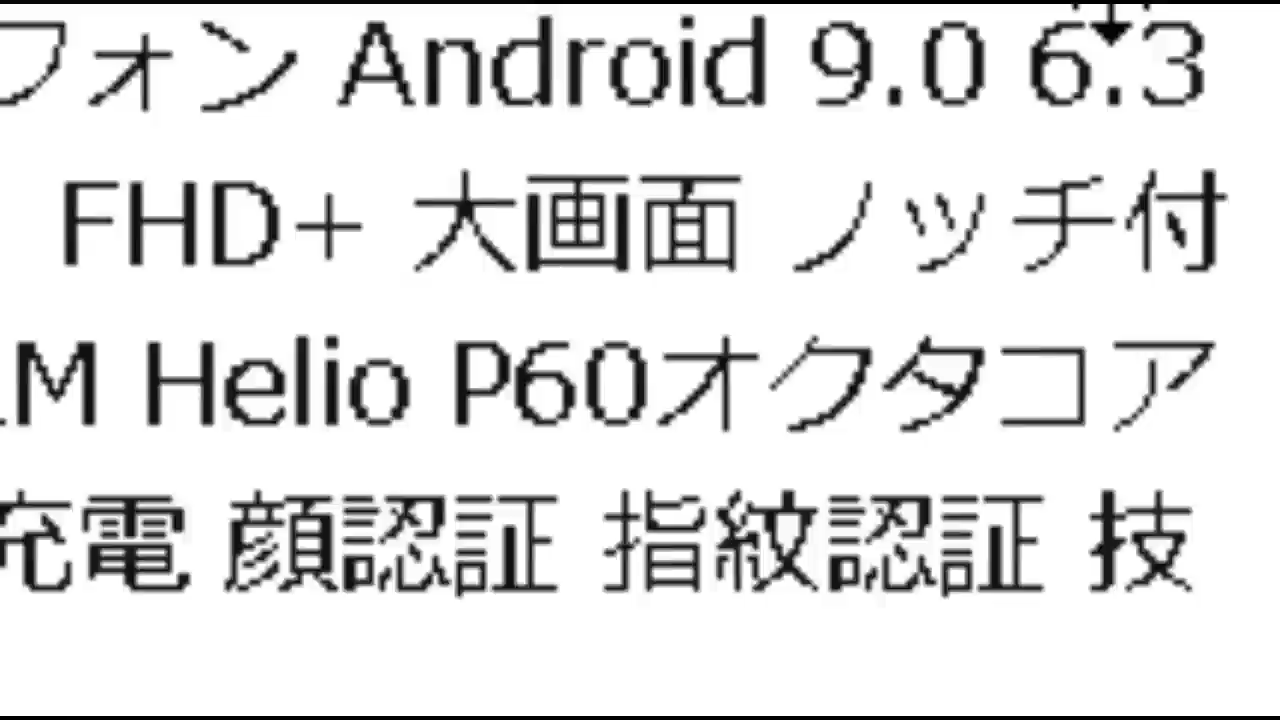 フォン Android 9.0 6.3
FHD+ 大画面 ノッチ付
M Helio P60オクタコア
充電 顔認証 指紋認証 技